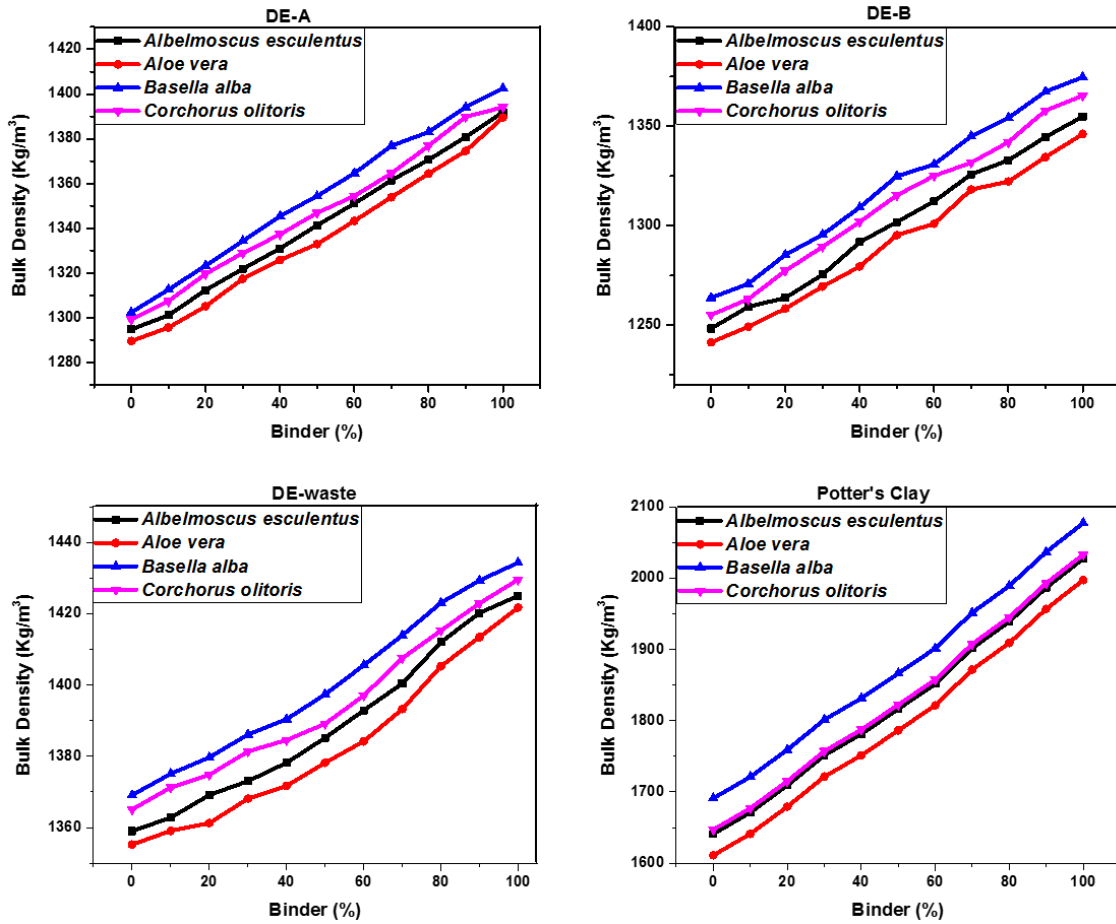 DE-A
1420
1400
1380
1360
1340
1320
1300
1280
Bulk Density (Kg/m³)
Albelmoscus esculentus
Aloe vera
Basella alba
Corchorus olitoris
0 20 40 60 80 100
Binder (%)
DE-B
1400
1350
1300
1250
Bulk Density (Kg/m³)
Albelmoscus esculentus
Aloe vera
Basella alba
Corchorus olitoris
0 20 40 60 80 100
Binder (%)
DE-waste
1440
1420
1400
1380
1360
Bulk Density (Kg/m³)
Albelmoscus esculentus
Aloe vera
Basella alba
Corchorus olitoris
0 20 40 60 80 100
Binder (%)
Potter's Clay
2100
2000
1900
1800
1700
1600
Bulk Density (Kg/m³)
Albelmoscus esculentus
Aloe vera
Basella alba
Corchorus olitoris
0 20 40 60 80 100
Binder (%)